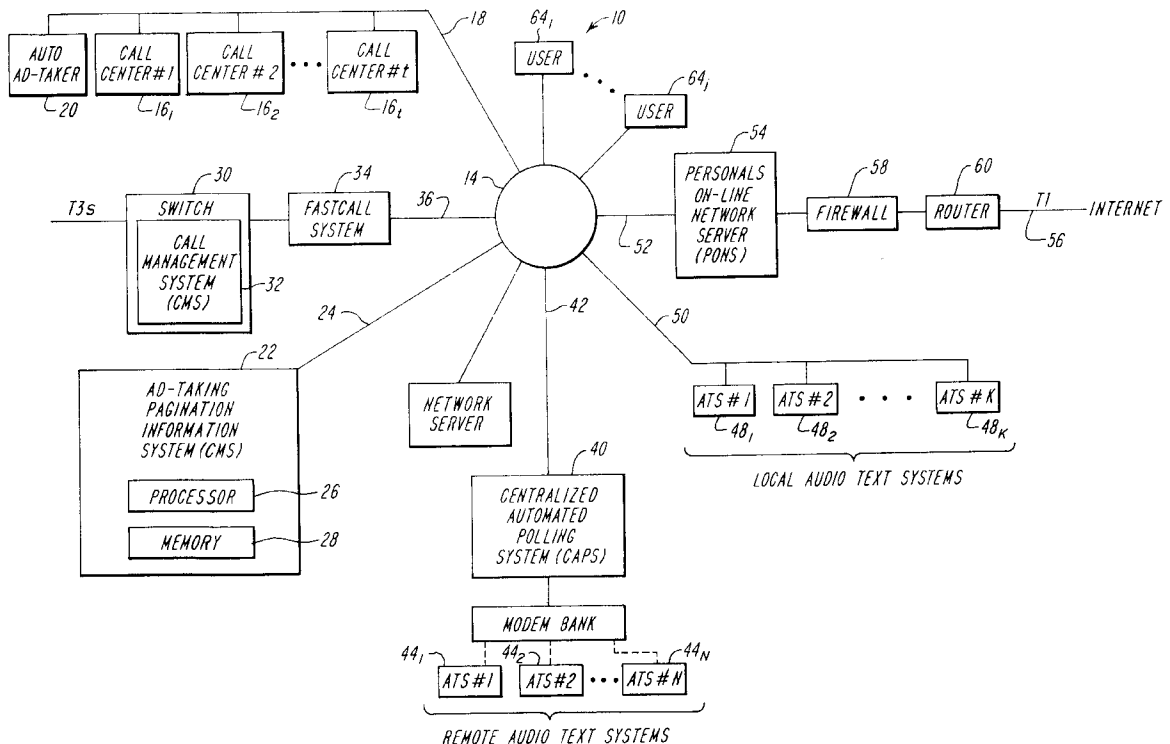 18
64i
10
USER
USER
64j
AUTO
AD-TAKER
20
CALL
CENTER#1
16₁
CALL
CENTER #2
16₂
CALL
CENTER #t
16t
14
T3s
30
SWITCH
CALL
MANAGEMENT
SYSTEM
(CMS)
32
34
FASTCALL
SYSTEM
36
54
PERSONALS
ON-LINE
NETWORK
SERVER
(PONS)
52
58
FIREWALL
60
ROUTER
T1
56
INTERNET
24
42
50
22
AD-TAKING
PAGINATION
INFORMATION
SYSTEM (CMS)
PROCESSOR
26
MEMORY
28
NETWORK
SERVER
ATS #1
48₁
ATS #2
48₂
ATS #K
48K
LOCAL AUDIO TEXT SYSTEMS
40
CENTRALIZED
AUTOMATED
POLLING
SYSTEM (CAPS)
MODEM BANK
44₁
ATS #1
44₂
ATS#2
44N
ATS #N
REMOTE AUDIO TEXT SYSTEMS